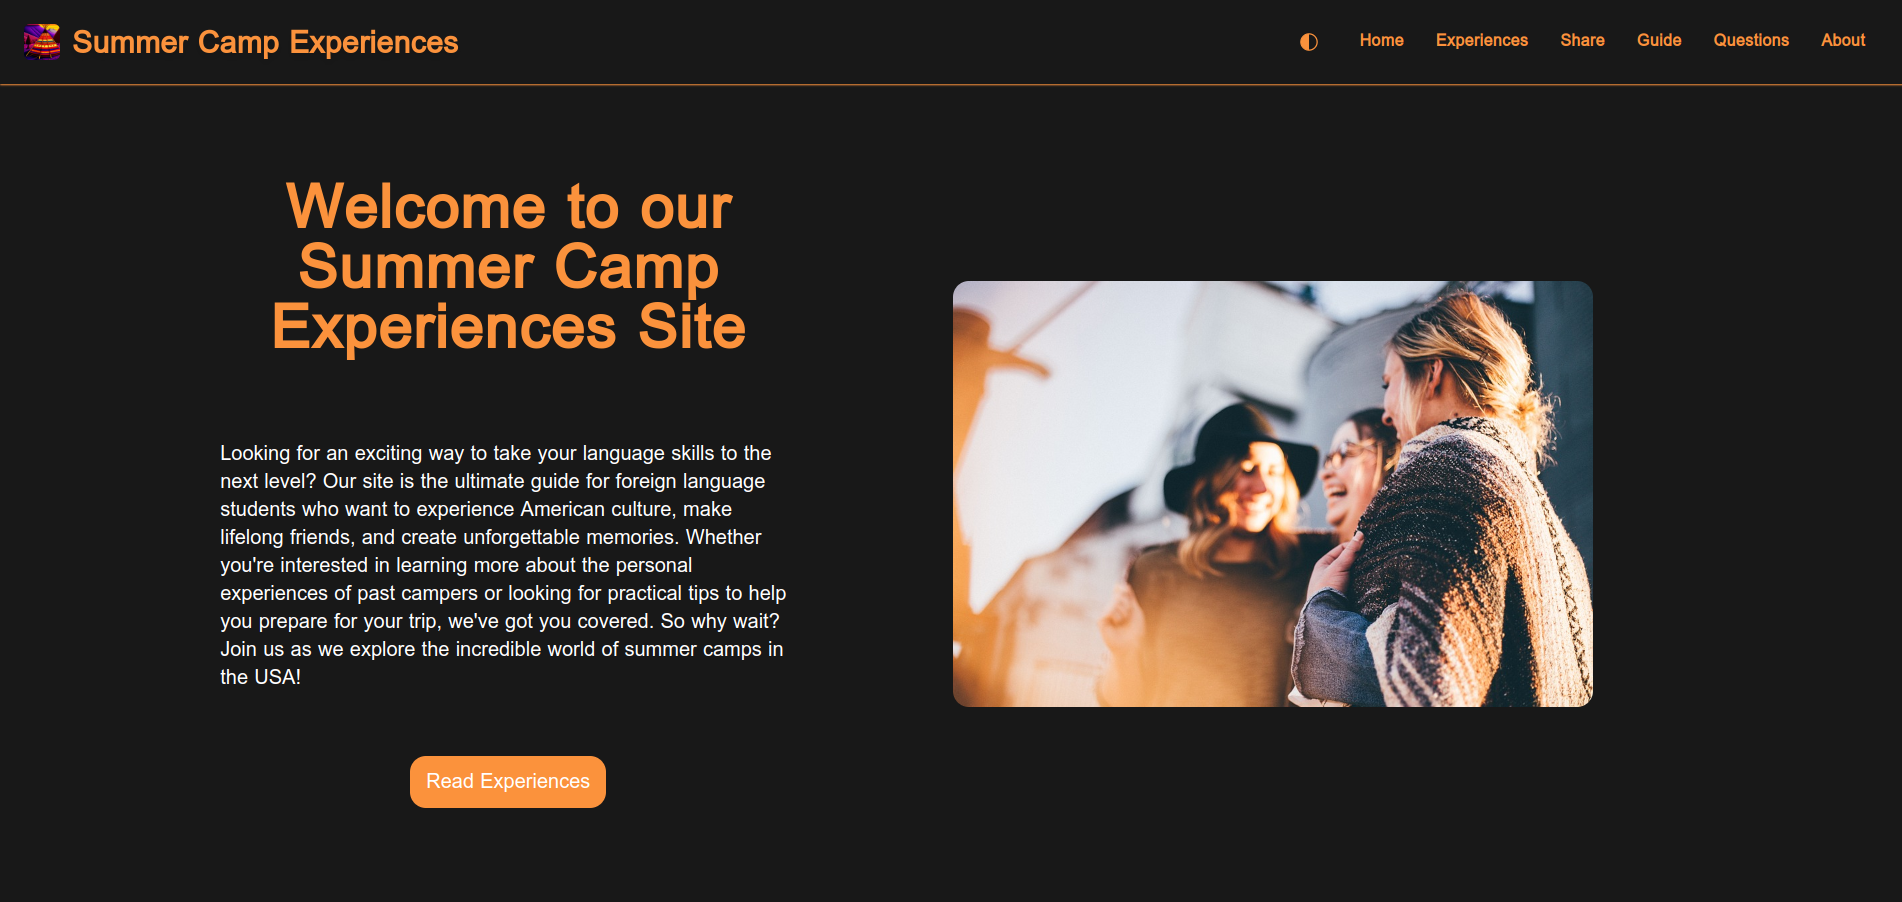 Summer Camp Experiences
Home Experiences Share Guide Questions About
Welcome to our
Summer Camp
Experiences Site
Looking for an exciting way to take your language skills to the
next level? Our site is the ultimate guide for foreign language
students who want to experience American culture, make
lifelong friends, and create unforgettable memories. Whether
you're interested in learning more about the personal
experiences of past campers or looking for practical tips to help
you prepare for your trip, we've got you covered. So why wait?
Join us as we explore the incredible world of summer camps in
the USA!
Read Experiences